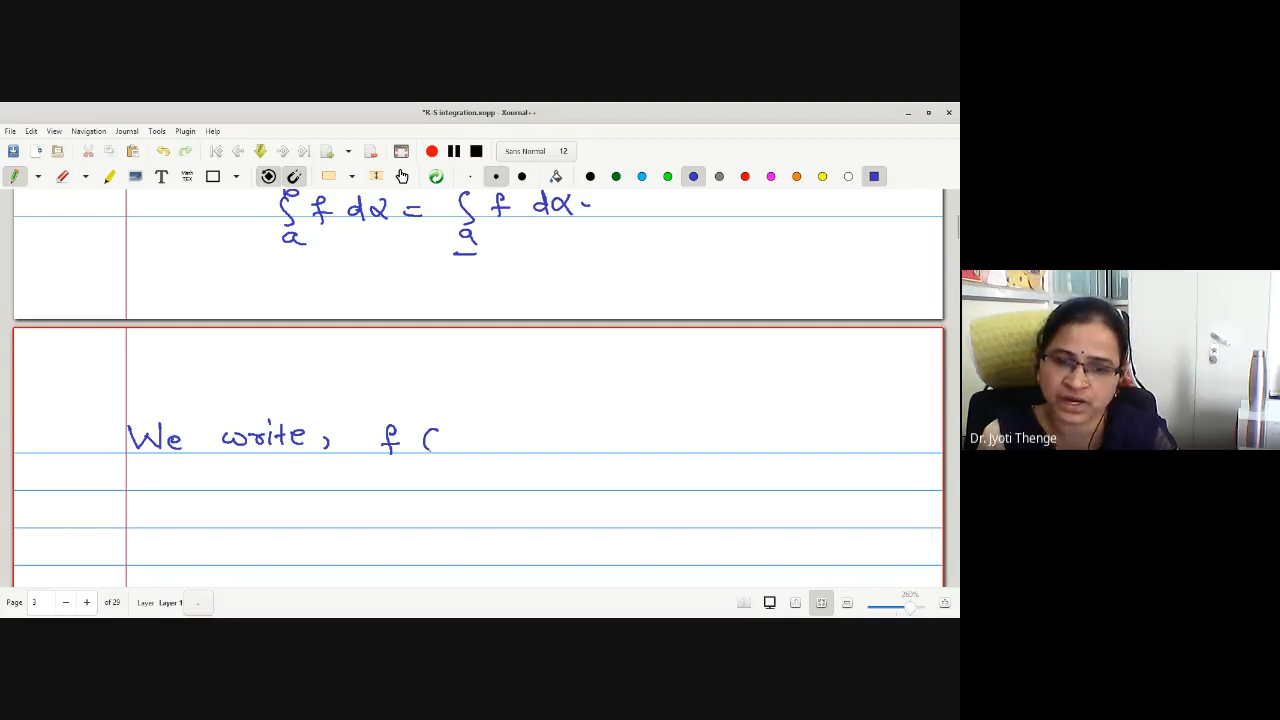 *R-S integration.xopp - Xournal++
File Edit View Navigation Journal Tools Plugin Help
Sans Normal 12
∫ f dα = ∫ f dα.
a a
We write, f (
Dr. Jyoti Thenge
Page 3 of 29 Layer Layer 1
260%